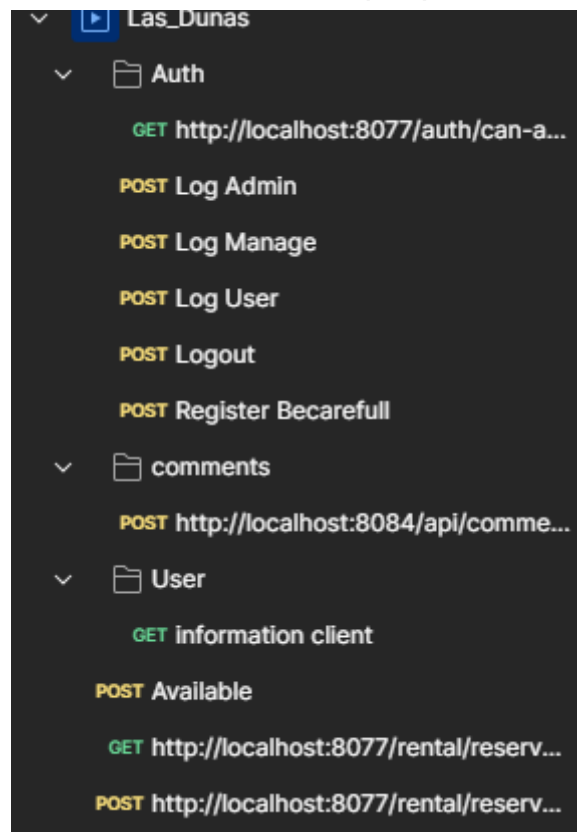 Las_Dunas
Auth
GET http://localhost:8077/auth/can-a...
POST Log Admin
POST Log Manage
POST Log User
POST Logout
POST Register Becarefull
comments
POST http://localhost:8084/api/comme...
User
GET information client
POST Available
GET http://localhost:8077/rental/reserv...
POST http://localhost:8077/rental/reserv...